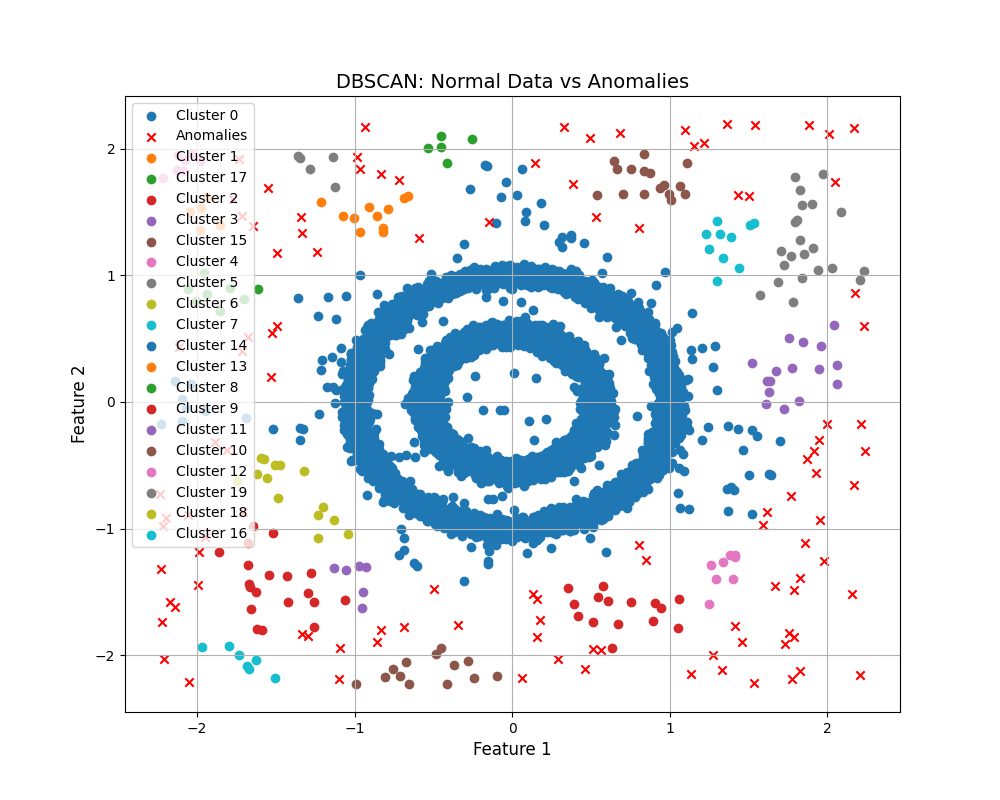 DBSCAN: Normal Data vs Anomalies
Cluster 0
Anomalies
Cluster 1
Cluster 17
Cluster 2
Cluster 3
Cluster 15
Cluster 4
Cluster 5
Cluster 6
Cluster 7
Cluster 14
Cluster 13
Cluster 8
Cluster 9
Cluster 11
Cluster 10
Cluster 12
Cluster 19
Cluster 18
Cluster 16
2
1
0
−1
−2
Feature 2
−2 −1 0 1 2
Feature 1